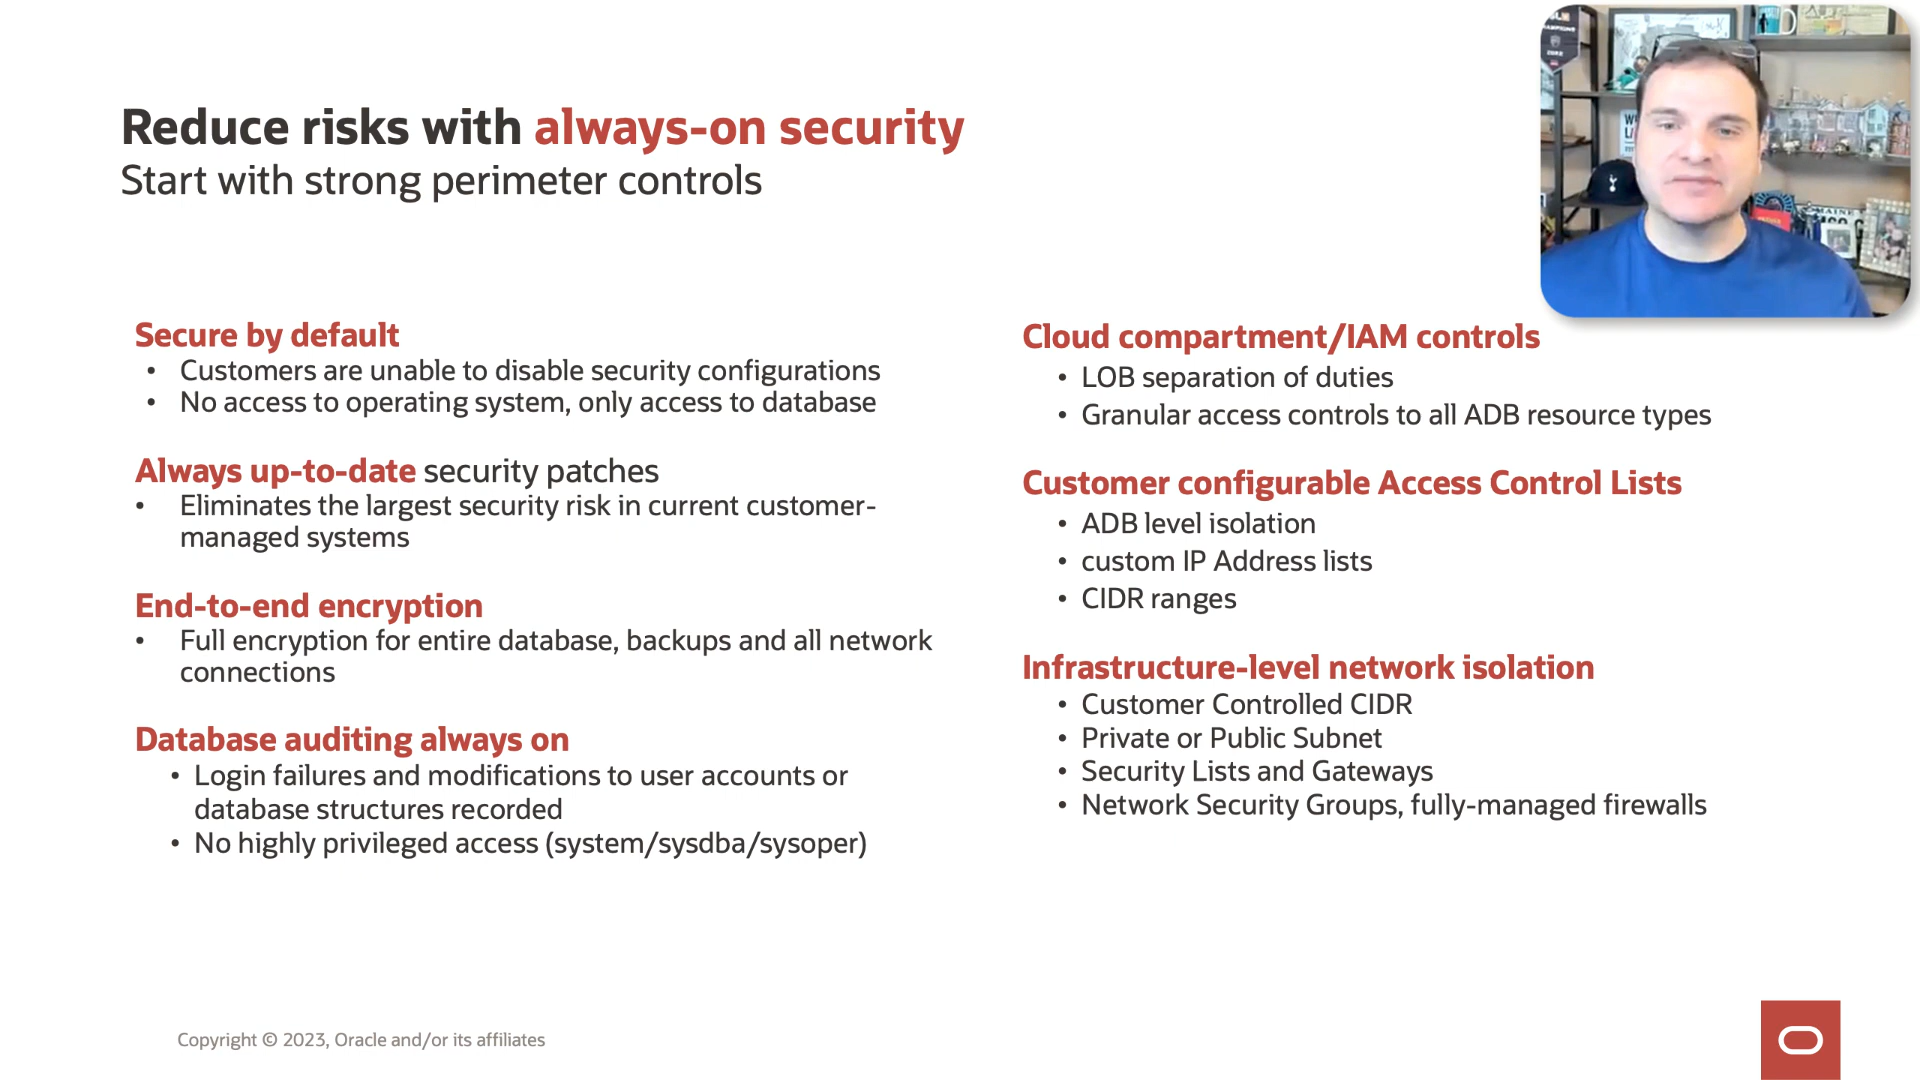 Reduce risks with always-on security
Start with strong perimeter controls
Secure by default
• Customers are unable to disable security configurations
• No access to operating system, only access to database
Always up-to-date security patches
• Eliminates the largest security risk in current customer-
managed systems
End-to-end encryption
• Full encryption for entire database, backups and all network
connections
Database auditing always on
• Login failures and modifications to user accounts or
database structures recorded
• No highly privileged access (system/sysdba/sysoper)
Cloud compartment/IAM controls
• LOB separation of duties
• Granular access controls to all ADB resource types
Customer configurable Access Control Lists
• ADB level isolation
• custom IP Address lists
• CIDR ranges
Infrastructure-level network isolation
• Customer Controlled CIDR
• Private or Public Subnet
• Security Lists and Gateways
• Network Security Groups, fully-managed firewalls
Copyright © 2023, Oracle and/or its affiliates